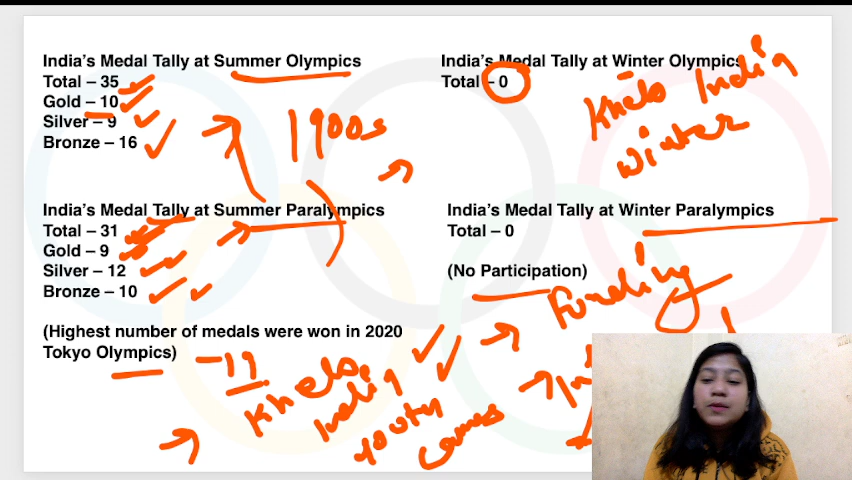 India's Medal Tally at Summer Olympics
Total – 35
Gold – 10
Silver – 9
Bronze – 16
1900s
India's Medal Tally at Winter Olympics
Total – 0
Khelo India
Winter
India's Medal Tally at Summer Paralympics
Total – 31
Gold – 9
Silver – 12
Bronze – 10
(Highest number of medals were won in 2020
Tokyo Olympics)
– 19
Khelo
India
Youth
Games
India's Medal Tally at Winter Paralympics
Total – 0
(No Participation)
Funding